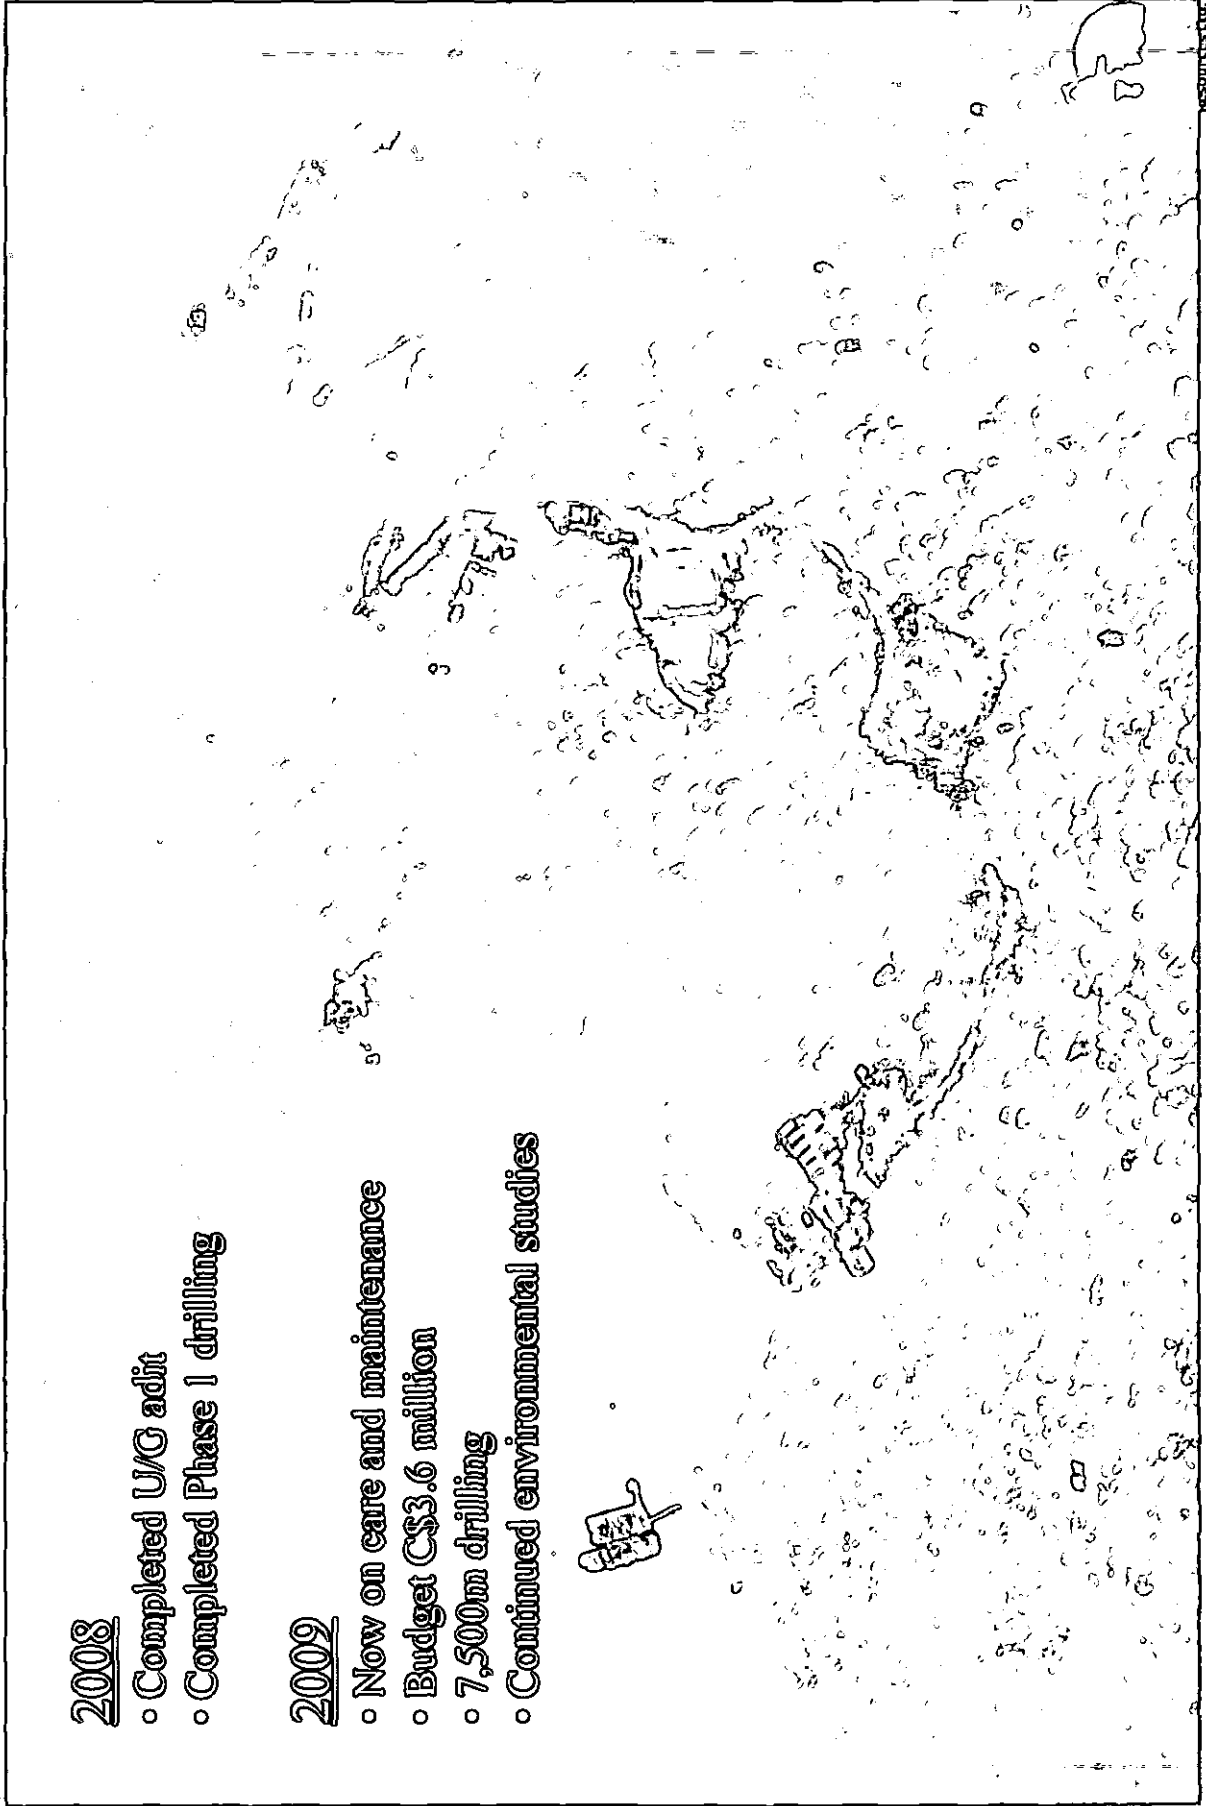 2008
◦ Completed U/G adit
◦ Completed Phase 1 drilling
2009
◦ Now on care and maintenance
◦ Budget C$3.6 million
◦ 7,500m drilling
◦ Continued environmental studies